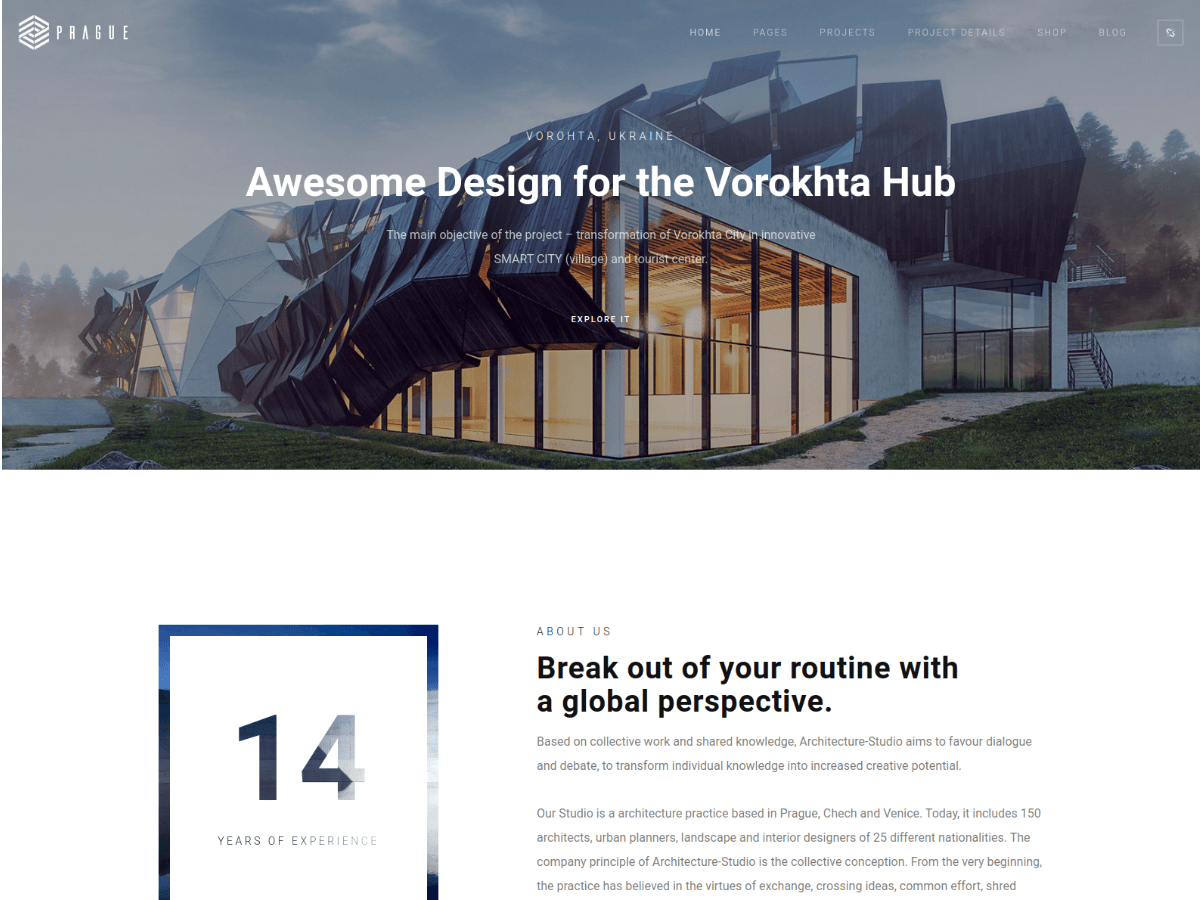 PRAGUE
HOME PAGES PROJECTS PROJECT DETAILS SHOP BLOG
VOROHTA, UKRAINE
Awesome Design for the Vorokhta Hub
The main objective of the project – transformation of Vorokhta City in innovative
SMART CITY (village) and tourist center.
EXPLORE IT
14
YEARS OF EXPERIENCE
ABOUT US
Break out of your routine with
a global perspective.
Based on collective work and shared knowledge, Architecture-Studio aims to favour dialogue
and debate, to transform individual knowledge into increased creative potential.
Our Studio is a architecture practice based in Prague, Chech and Venice. Today, it includes 150
architects, urban planners, landscape and interior designers of 25 different nationalities. The
company principle of Architecture-Studio is the collective conception. From the very beginning,
the practice has believed in the virtues of exchange, crossing ideas, common effort, shred